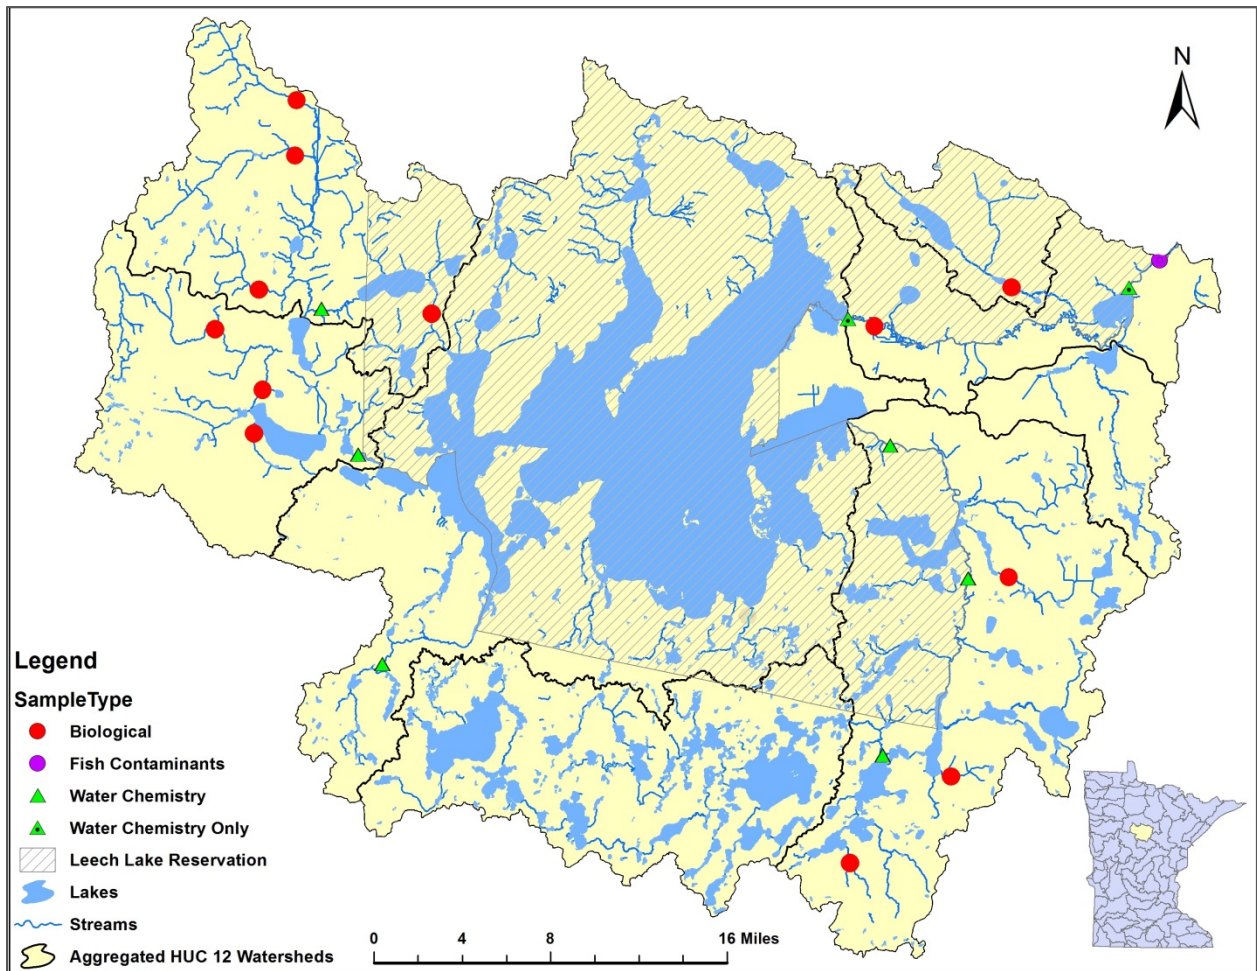 N
Legend
SampleType
Biological
Fish Contaminants
Water Chemistry
Water Chemistry Only
Leech Lake Reservation
Lakes
Streams
Aggregated HUC 12 Watersheds
0 4 8 16 Miles